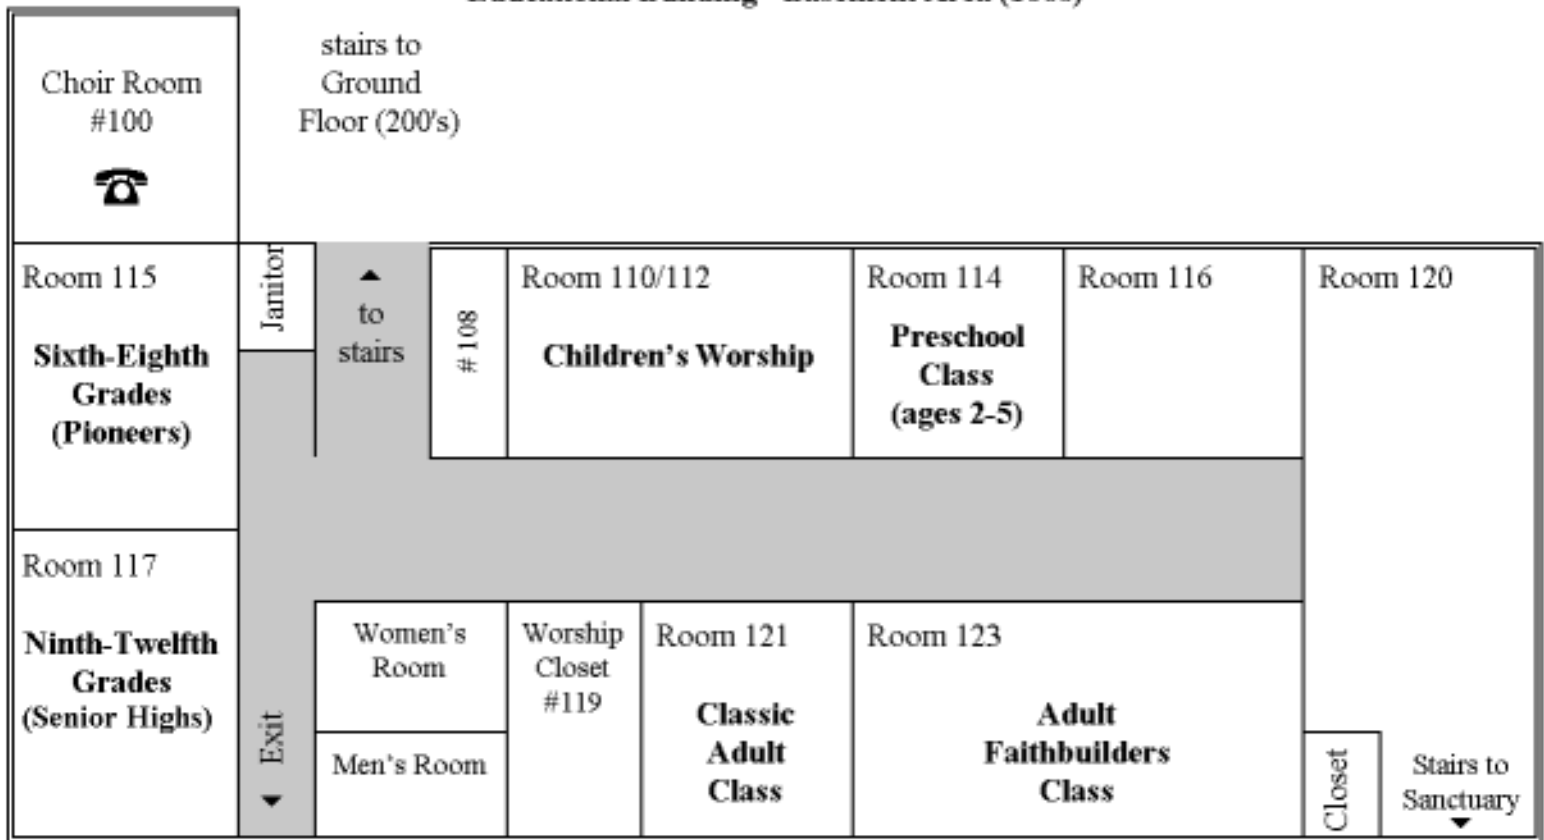 Choir Room
#100
stairs to
Ground
Floor (200's)
Room 115
Sixth-Eighth
Grades
(Pioneers)
Janitor
to
stairs
#108
Room 110/112
Children's Worship
Room 114
Preschool
Class
(ages 2-5)
Room 116
Room 120
Room 117
Ninth-Twelfth
Grades
(Senior Highs)
Exit
Women's
Room
Men's Room
Worship
Closet
#119
Room 121
Classic
Adult
Class
Room 123
Adult
Faithbuilders
Class
Closet
Stairs to
Sanctuary